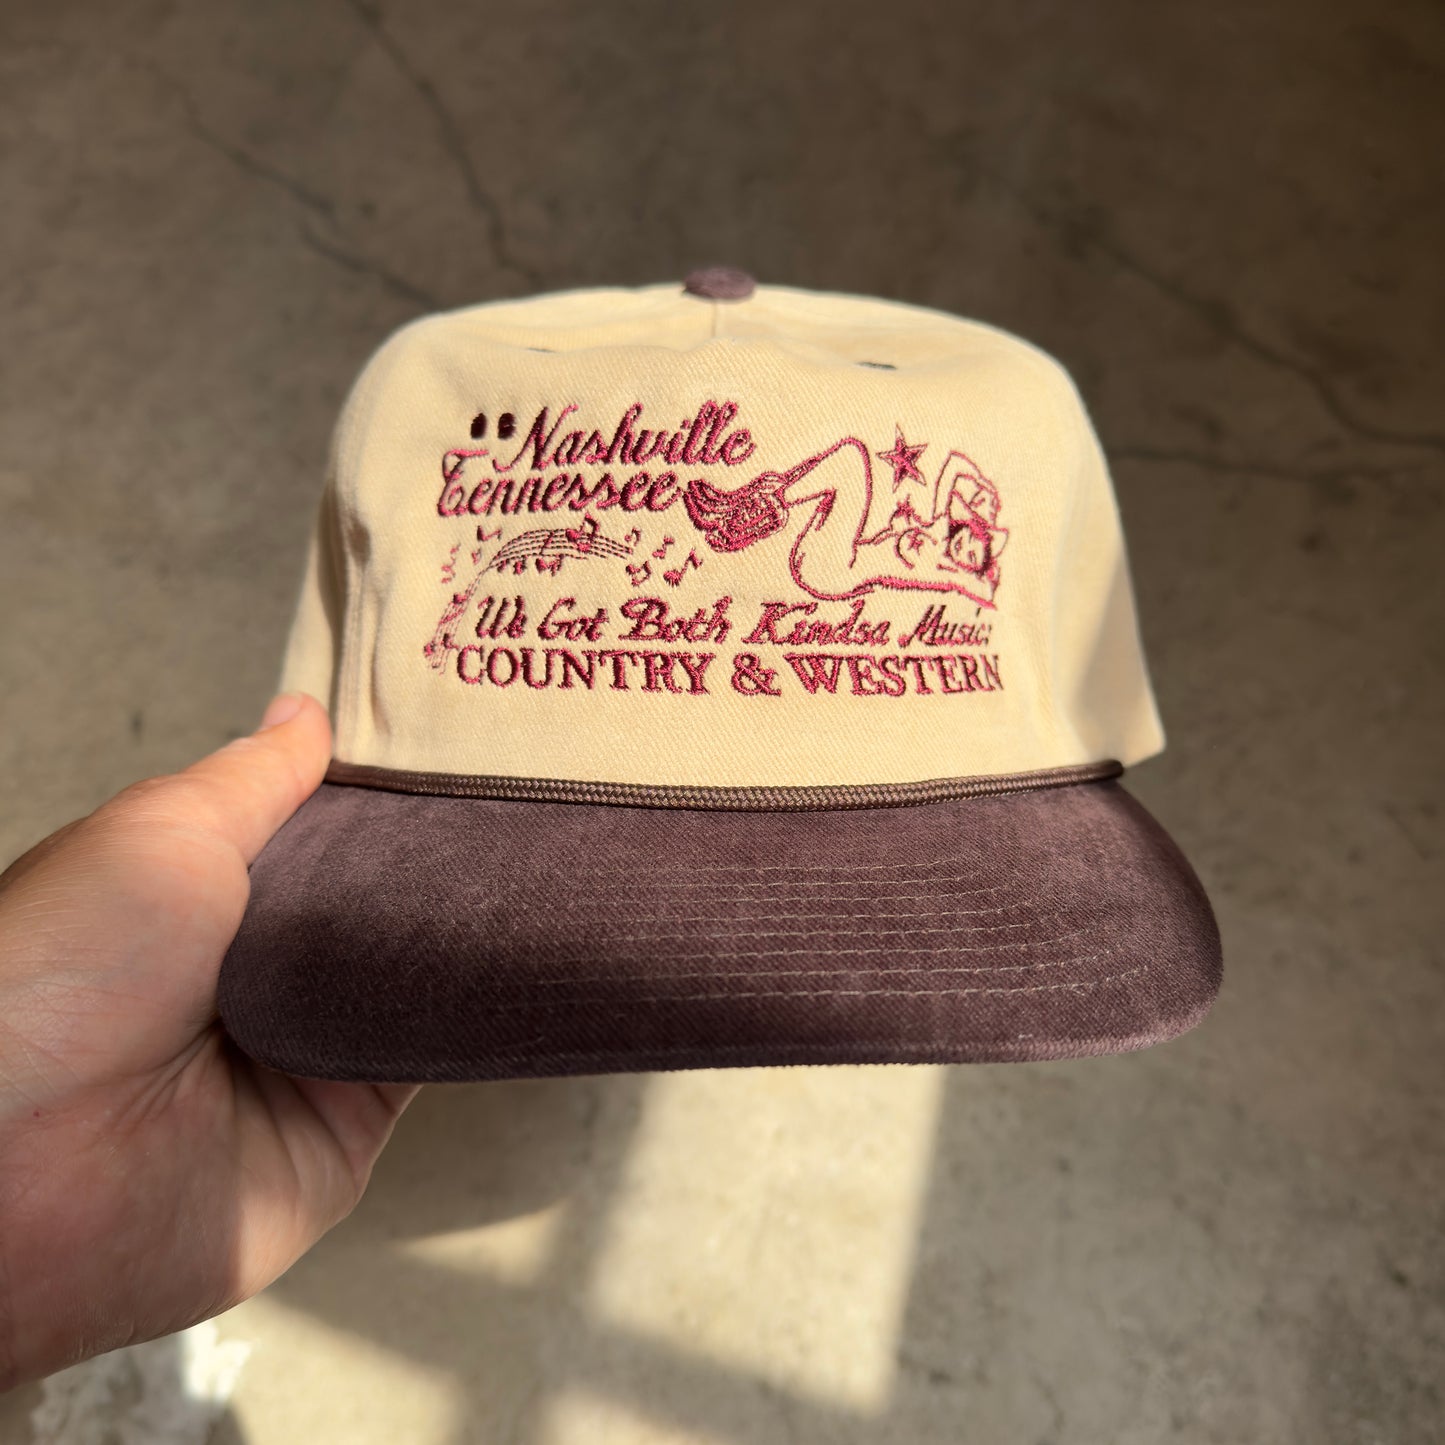 "Nashville
Tennessee
We Got Both Kindsa Music:
COUNTRY & WESTERN